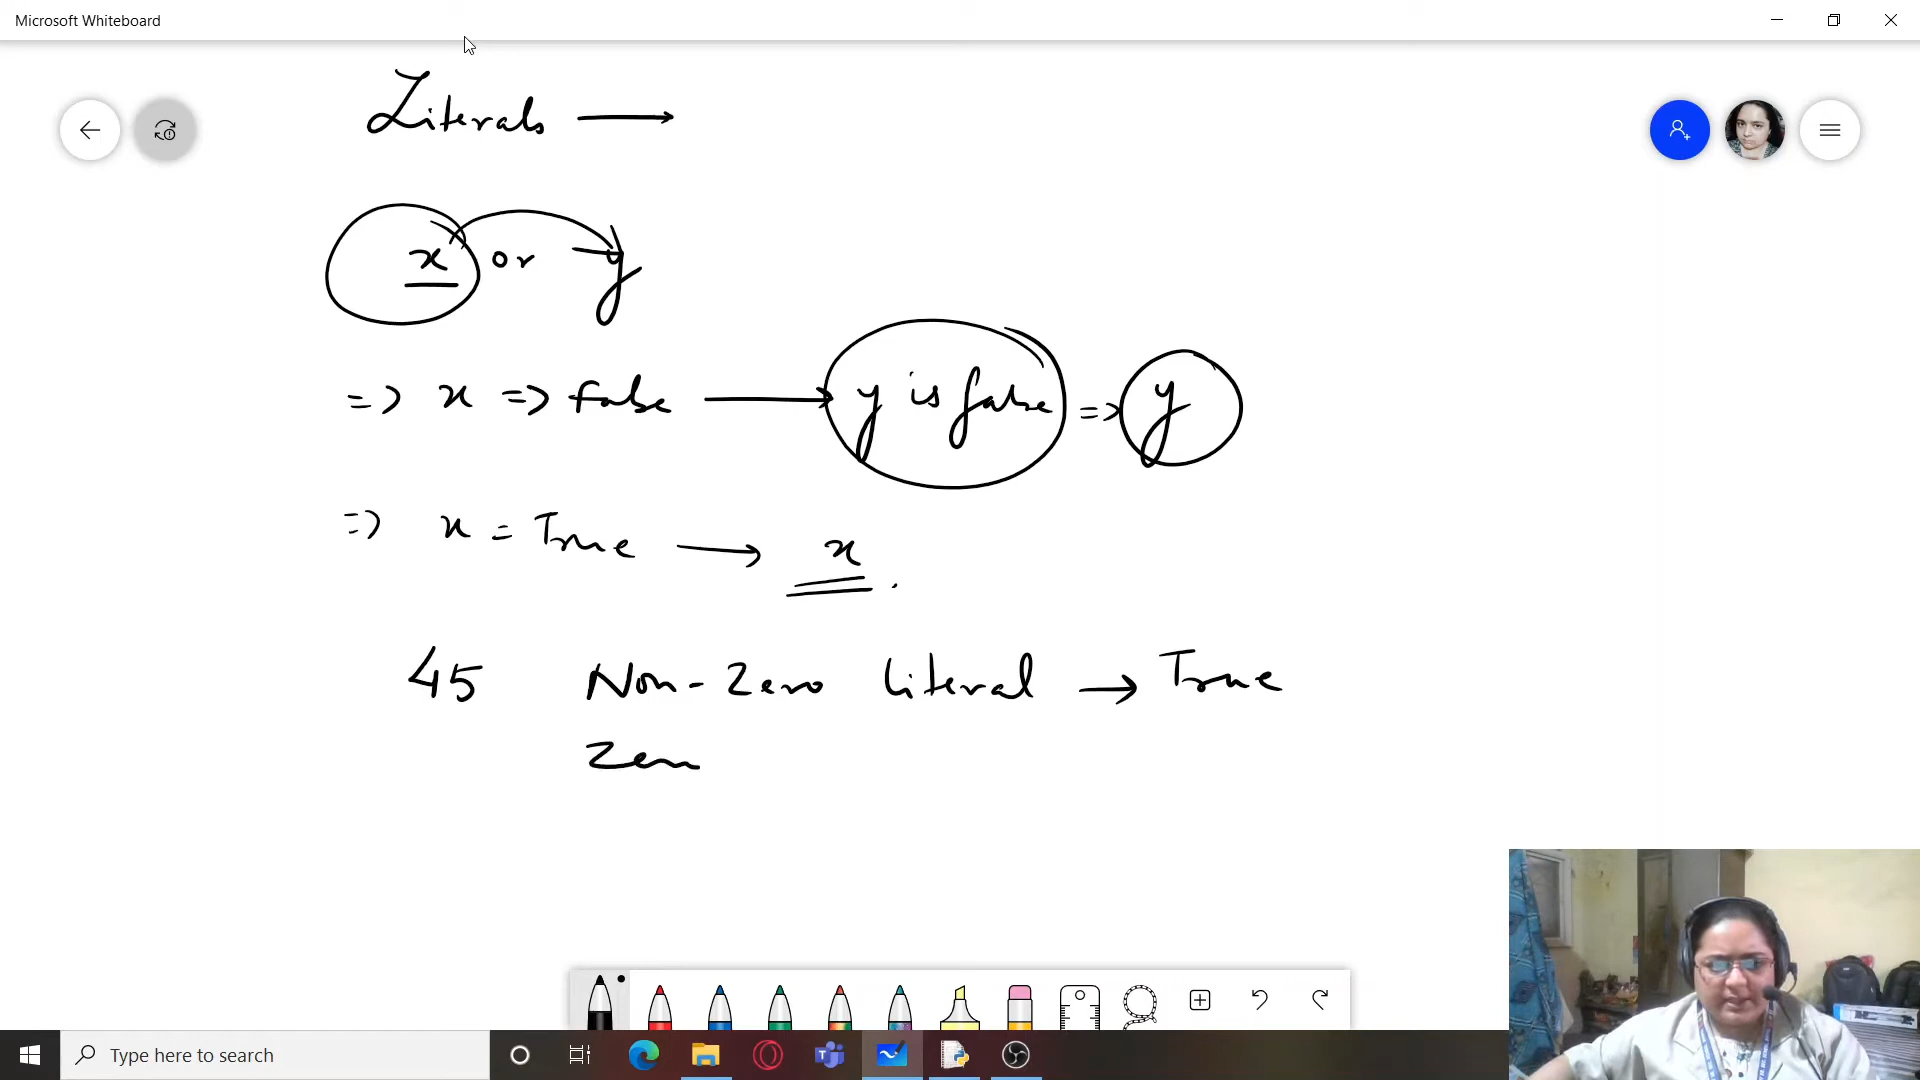 Microsoft Whiteboard
Literals →
x or y
=> x => false → y is false => y
=> x = True → x
45 Non-Zero literal → True
Zero
Type here to search